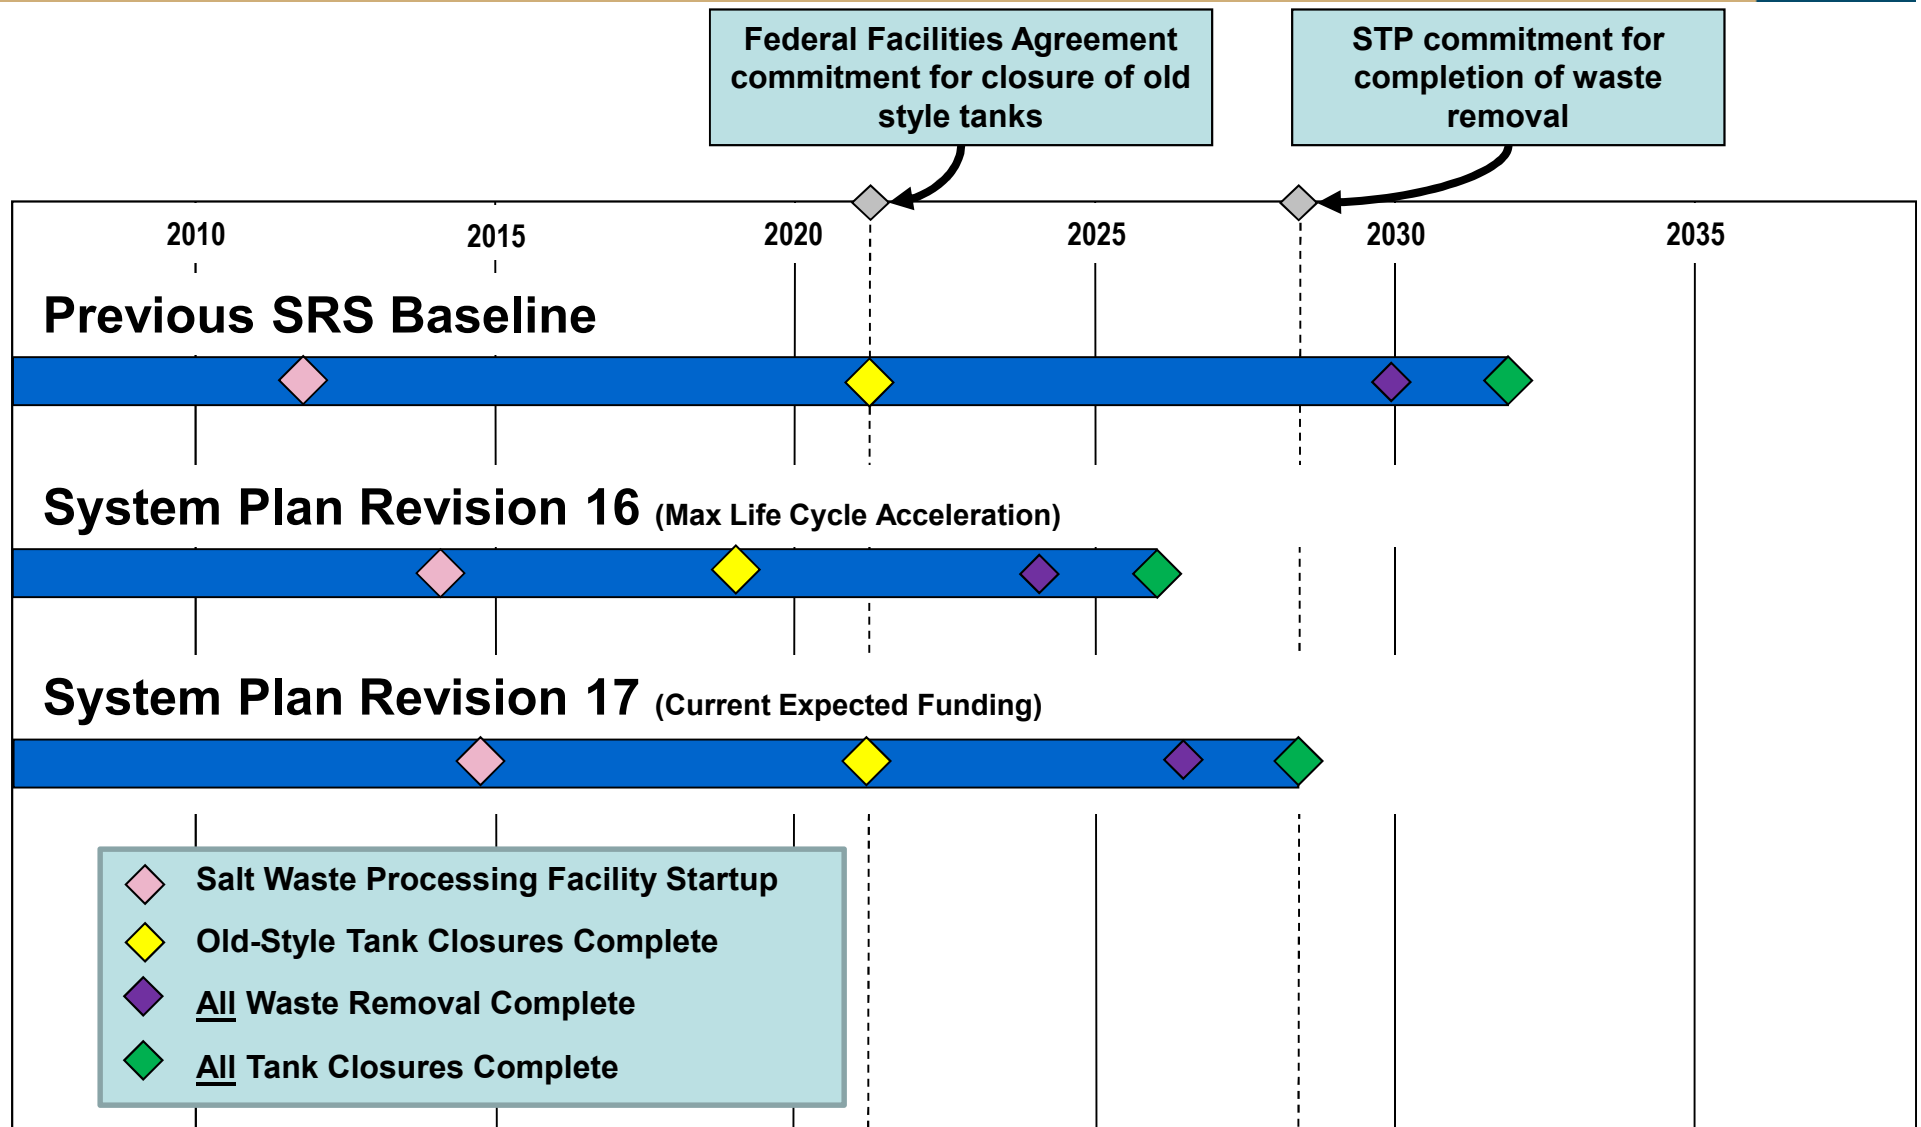 Federal Facilities Agreement
commitment for closure of old
style tanks
STP commitment for
completion of waste
removal
2010
2015
2020
2025
2030
2035
Previous SRS Baseline
System Plan Revision 16 (Max Life Cycle Acceleration)
System Plan Revision 17 (Current Expected Funding)
Salt Waste Processing Facility Startup
Old-Style Tank Closures Complete
All Waste Removal Complete
All Tank Closures Complete